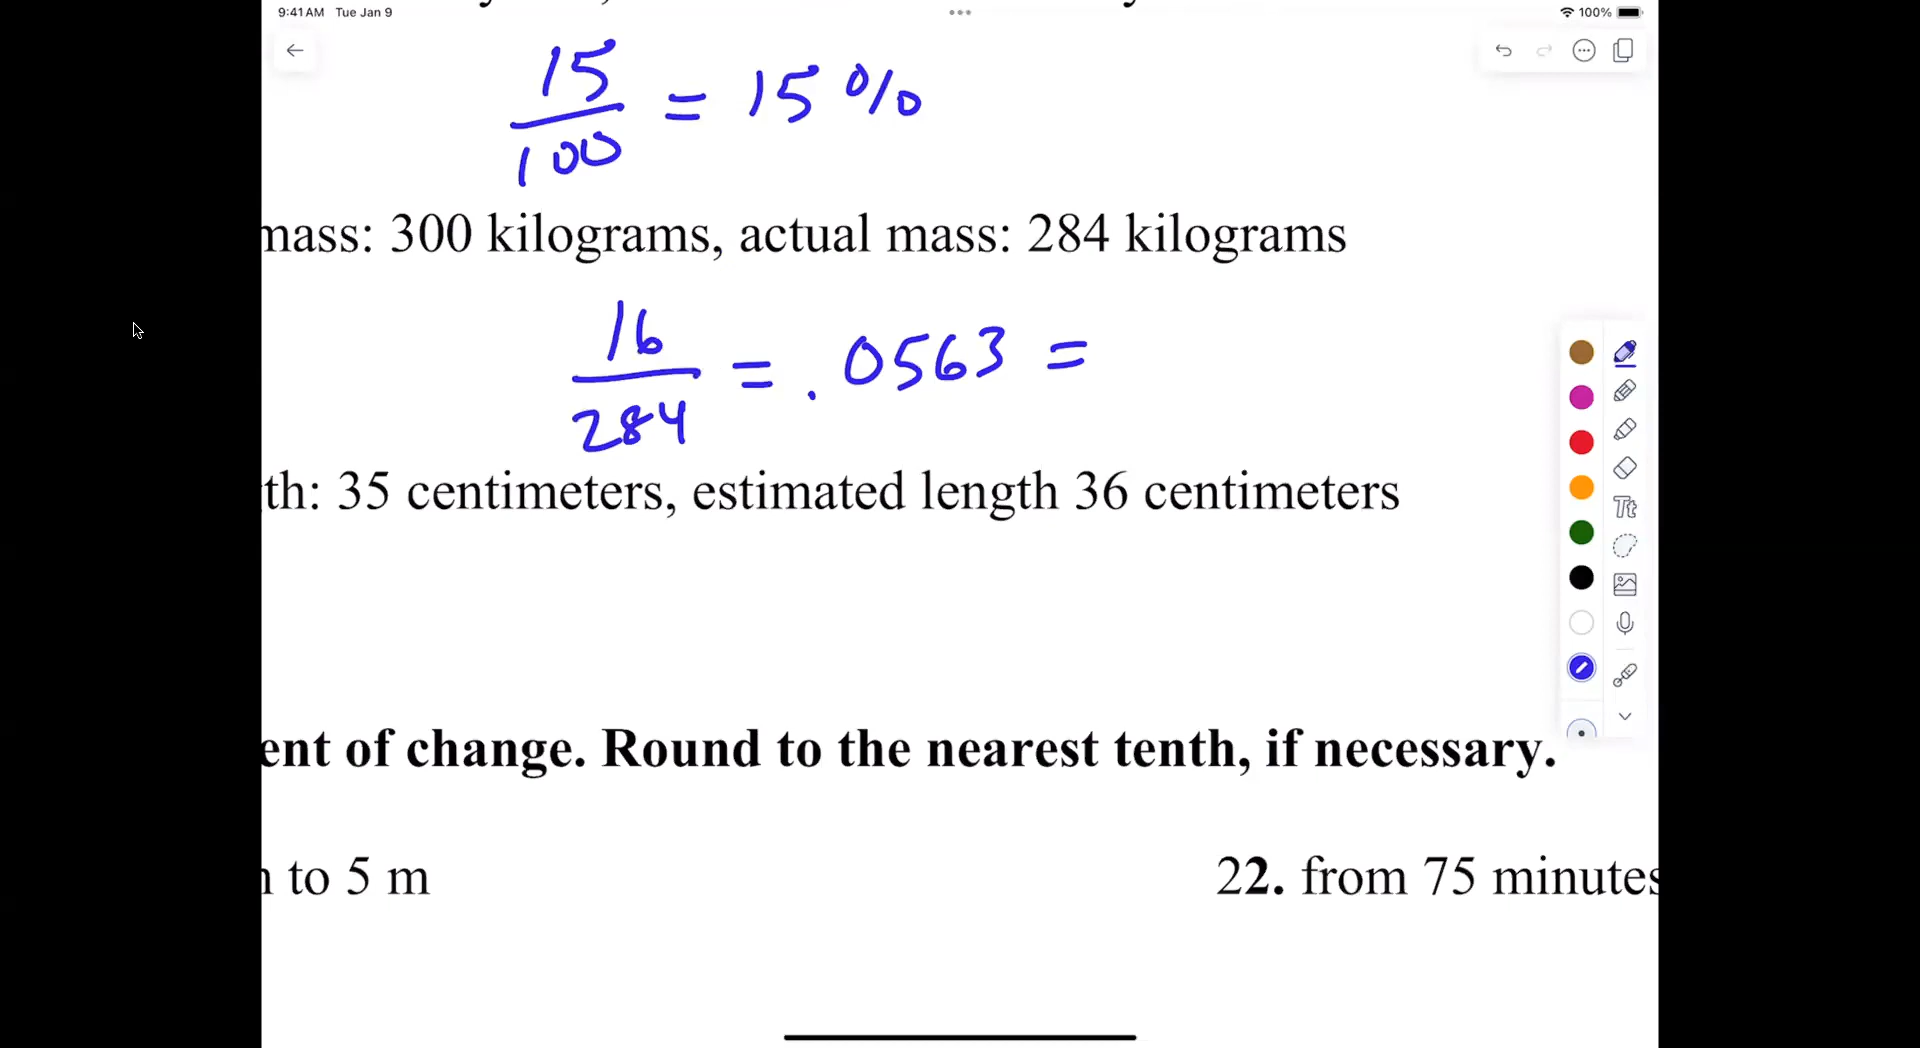 9:41AM Tue Jan 9
100%
15
100
= 15%
mass: 300 kilograms, actual mass: 284 kilograms
16
284
= .0563 =
th: 35 centimeters, estimated length 36 centimeters
Tt
ent of change. Round to the nearest tenth, if necessary.
to 5 m
22. from 75 minutes